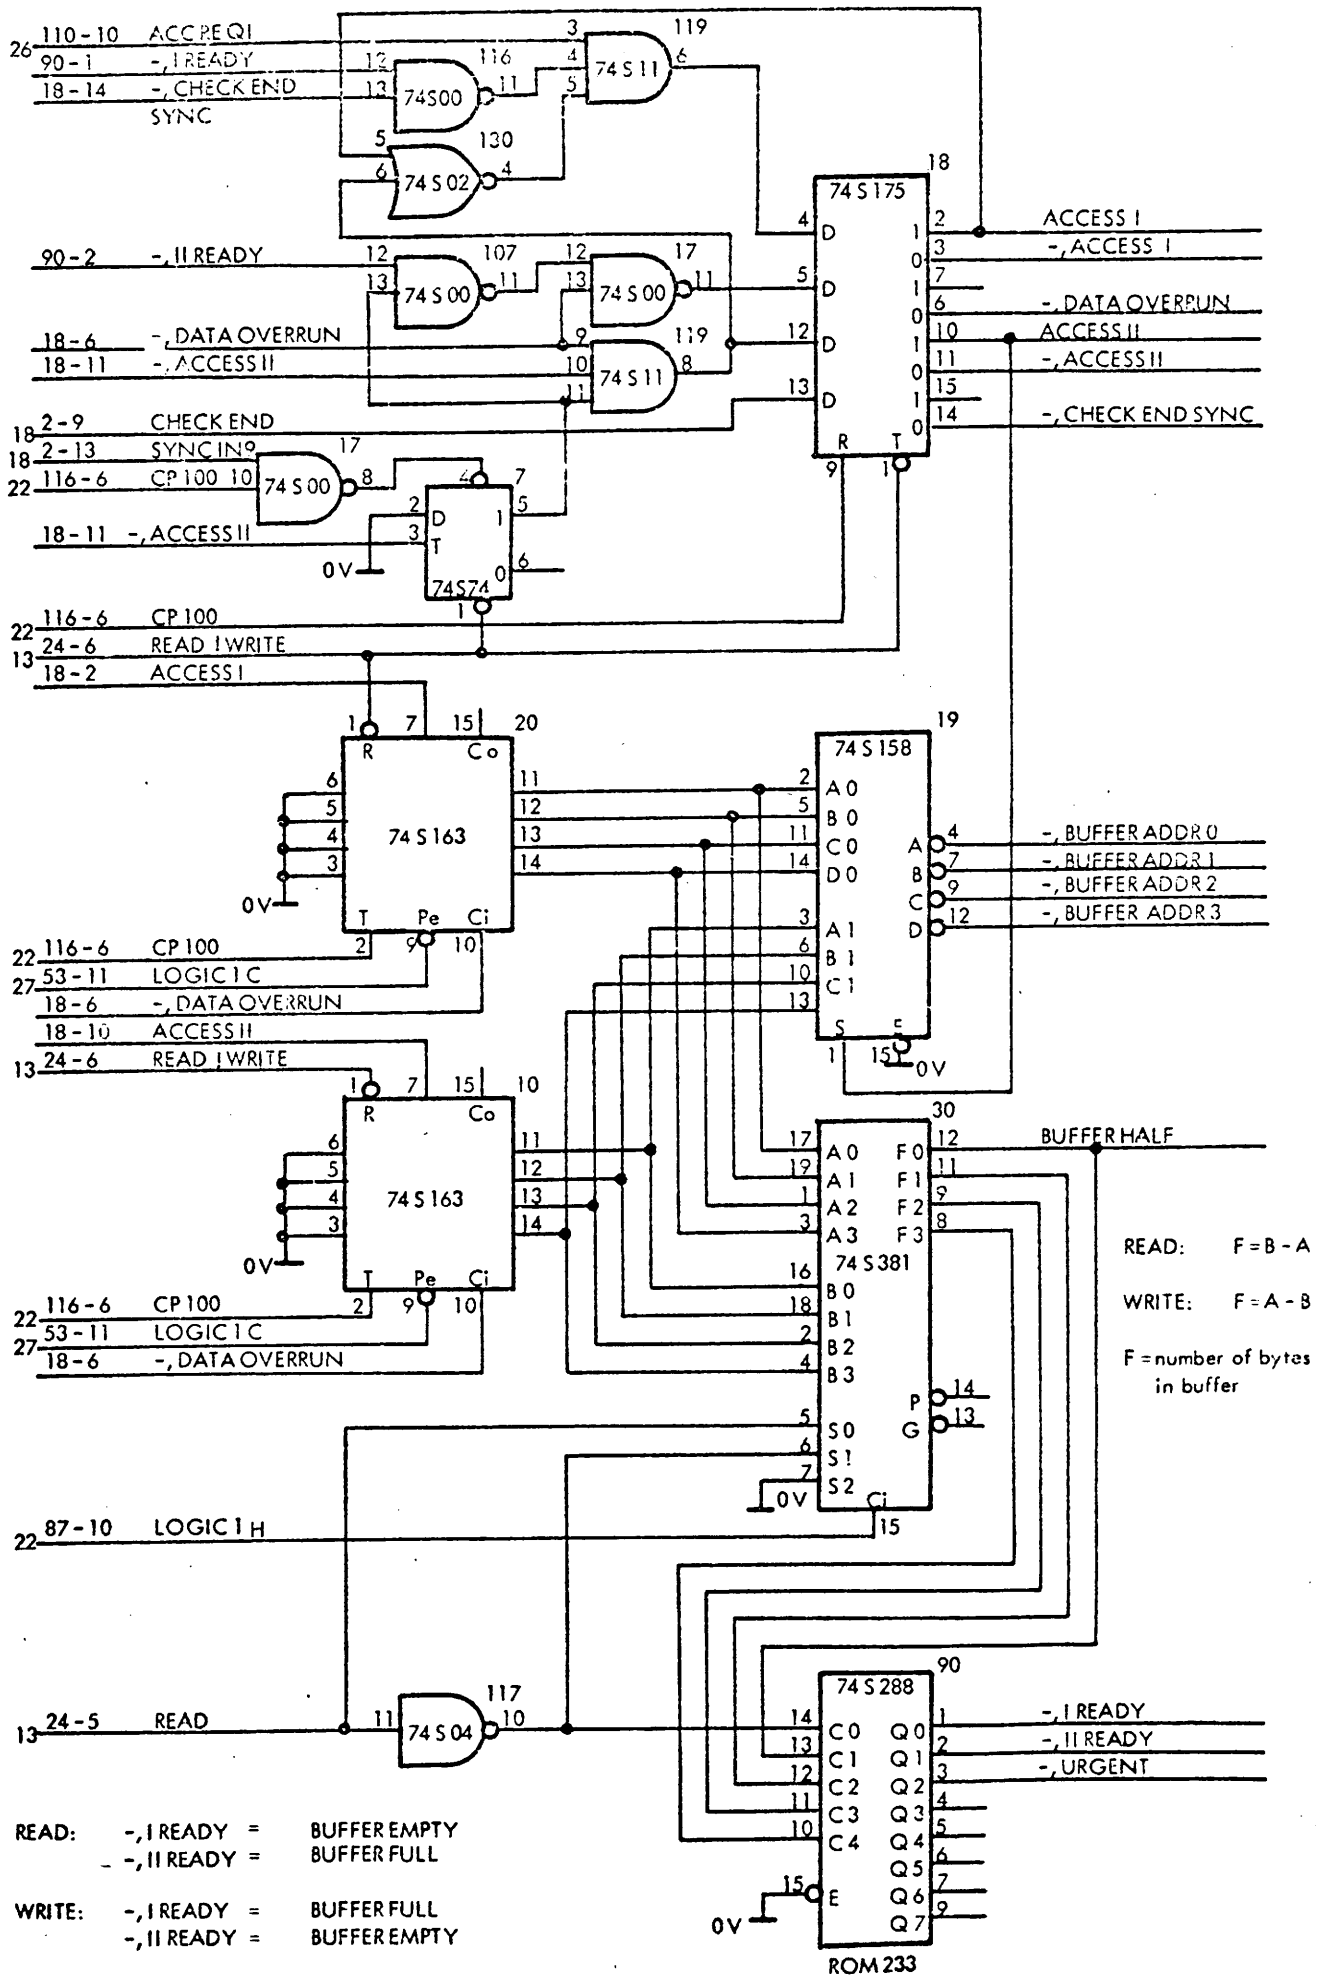 119
110-10 ACCREQ1 3
26
90-1 -,I READY 12 116 4 74S11 6
18-14 -,CHECK END 13 74S00 11 5
SYNC
5 130
6 74S02 4
18
74S175
4 D 1 2 ACCESS I
0 3 -,ACCESS I
90-2 -,II READY 12 107 12 17
13 74S00 11 13 74S00 11 5 D 1 7
0 6 -,DATA OVERRUN
18-6 -,DATA OVERRUN 9 119 12 D 1 10 ACCESS II
18-11 -,ACCESS II 10 74S11 8 0 11 -,ACCESS II
11 13 D 1 15
18 2-9 CHECK END 0 14 -,CHECK END SYNC
18 2-13 SYNC IN 9 17 R T
22 116-6 CP100 10 74S00 8 4 7 9 1
2 D 1 5
18-11 -,ACCESS II 3 T
0V 0 6
74S74
1
22 116-6 CP100
13 24-6 READ !WRITE
18-2 ACCESS I
1 7 15 20 19
R Co 74S158
6 11 2 A0
5 12 5 B0
4 74S163 13 11 C0 A 4 -,BUFFER ADDR 0
3 14 14 D0 B 7 -,BUFFER ADDR 1
0V C 9 -,BUFFER ADDR 2
T Pe Ci 3 A1 D 12 -,BUFFER ADDR 3
22 116-6 CP100 2 9 10 6 B1
27 53-11 LOGIC 1 C 10 C1
18-6 -,DATA OVERRUN 13
18-10 ACCESS II S E
13 24-6 READ !WRITE 1 15 0V
1 7 15 10 30
R Co
6 11 17 A0 F0 12 BUFFER HALF
5 12 19 A1 F1 11
4 74S163 13 1 A2 F2 9
3 14 3 A3 F3 8
0V 74S381 READ: F=B-A
T Pe Ci 16 B0
22 116-6 CP100 2 9 10 18 B1 WRITE: F=A-B
27 53-11 LOGIC 1 C 2 B2
18-6 -,DATA OVERRUN 4 B3 F=number of bytes
in buffer
P 14
5 S0 G 13
6 S1
7 S2
0V Ci
22 87-10 LOGIC 1 H 15
90
74S288
13 24-5 READ 11 74S04 117 10 14 C0 Q0 1 -,I READY
13 C1 Q1 2 -,II READY
12 C2 Q2 3 -,URGENT
11 C3 Q3 4
10 C4 Q4 5
READ: -,I READY = BUFFER EMPTY
-,II READY = BUFFER FULL Q5 6
15 E Q6 7
WRITE: -,I READY = BUFFER FULL 0V Q7 9
-,II READY = BUFFER EMPTY
ROM 233